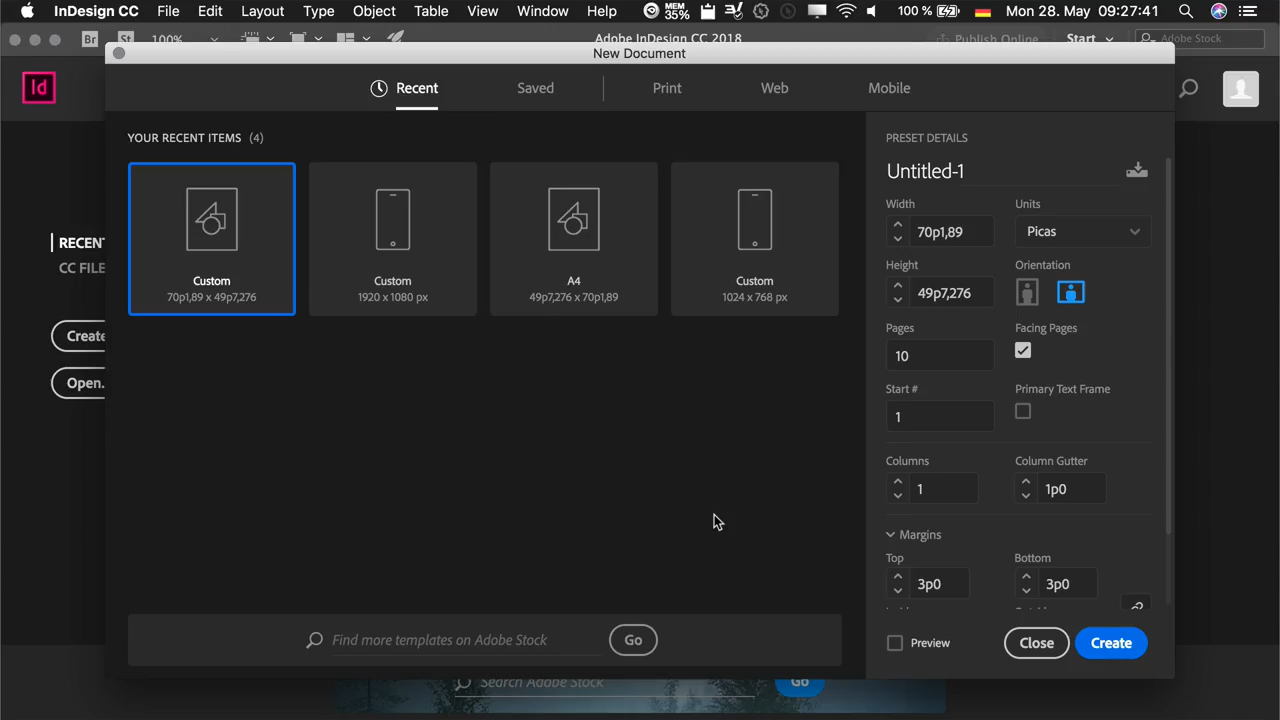 InDesign CC File Edit Layout Type Object Table View Window Help MEM 35% 100 % Mon 28. May 09:27:41
Br St 100% Adobe InDesign CC 2018 Publish Online Start Adobe Stock
New Document
Id
Recent Saved Print Web Mobile
YOUR RECENT ITEMS (4)
Custom
70p1,89 x 49p7,276
Custom
1920 x 1080 px
A4
49p7,276 x 70p1,89
Custom
1024 x 768 px
RECENT
CC FILE
Create
Open.
PRESET DETAILS
Untitled-1
Width Units
70p1,89 Picas
Height Orientation
49p7,276
Pages Facing Pages
10
Start # Primary Text Frame
1
Columns Column Gutter
1 1p0
Margins
Top Bottom
3p0 3p0
Find more templates on Adobe Stock Go
Preview Close Create
Search Adobe Stock Go